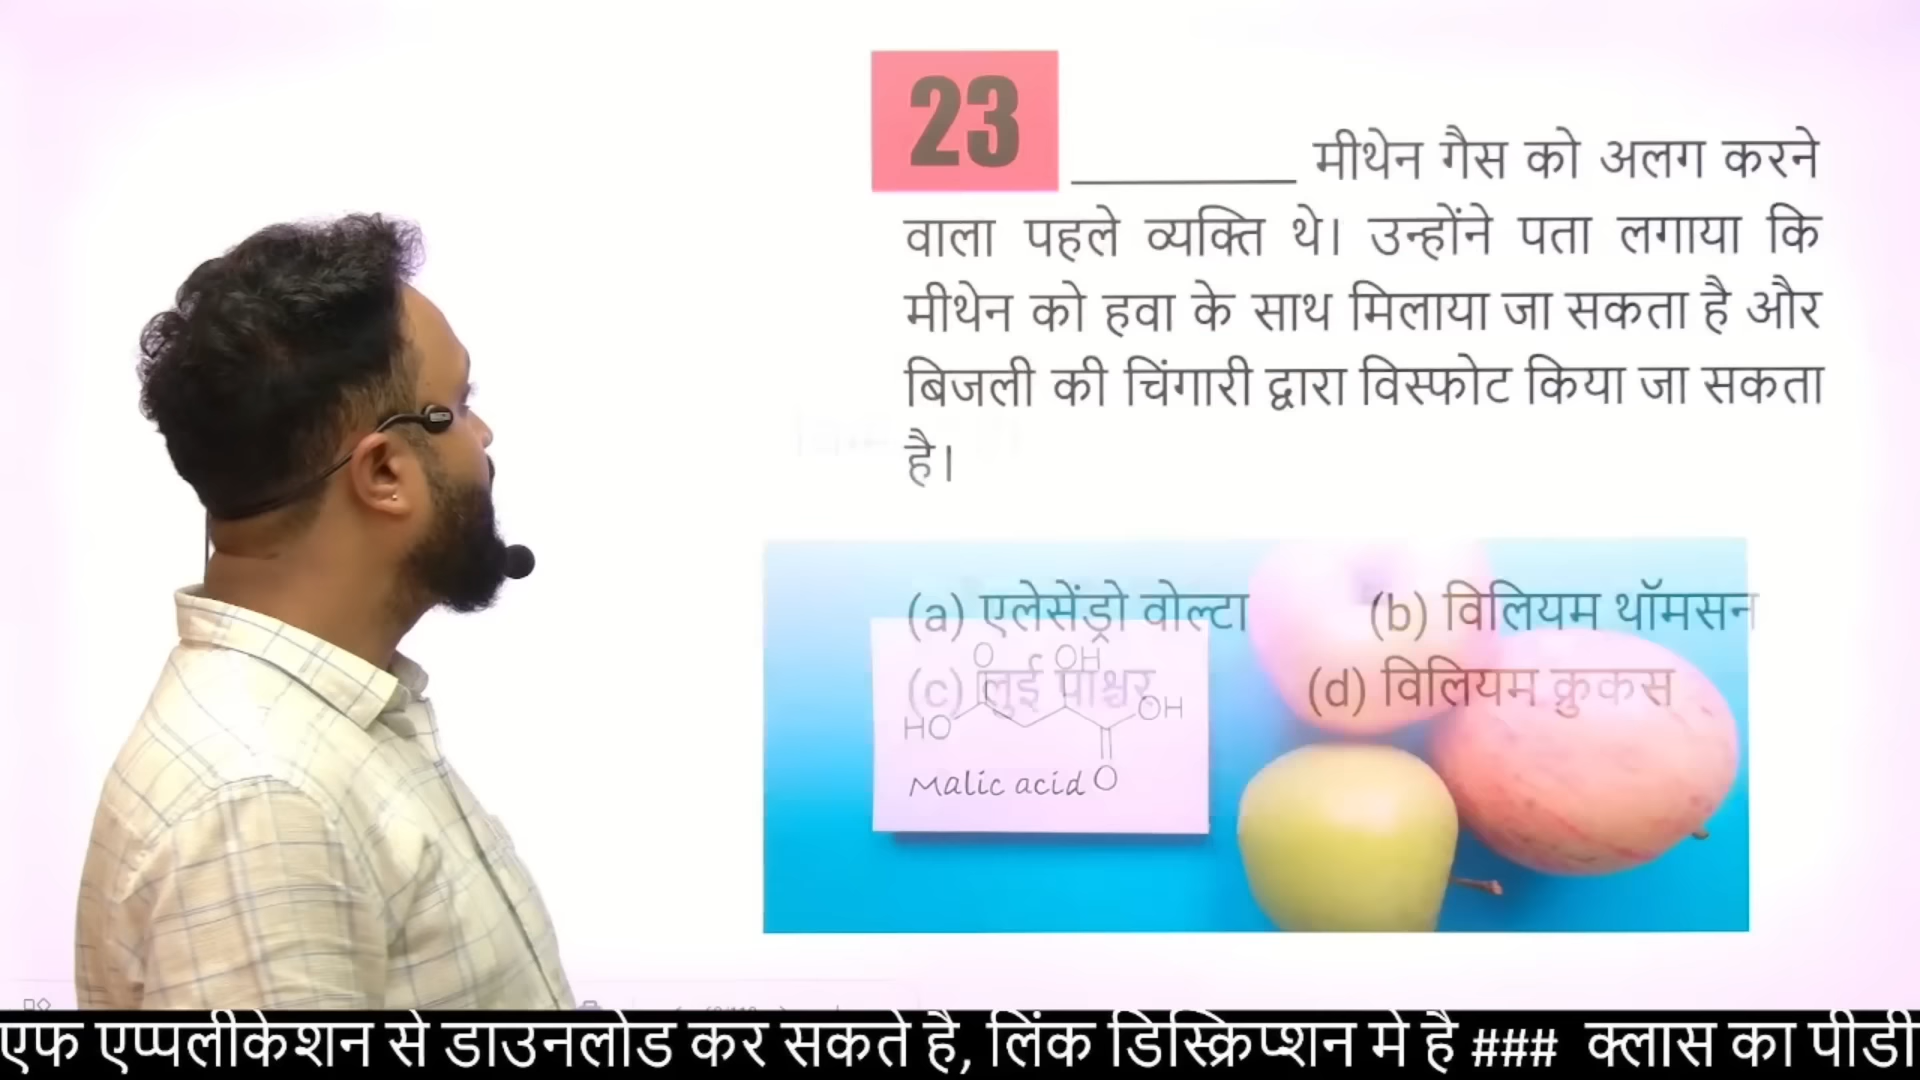 23
________ मीथेन गैस को अलग करने
वाला पहले व्यक्ति थे। उन्होंने पता लगाया कि
मीथेन को हवा के साथ मिलाया जा सकता है और
बिजली की चिंगारी द्वारा विस्फोट किया जा सकता
है।
(a) एलेसेंड्रो वोल्टा (b) विलियम थॉमसन
(c) लुई पाश्चर (d) विलियम क्रुकस
O OH
HO OH
Malic acid O
एफ एप्पलीकेशन से डाउनलोड कर सकते है, लिंक डिस्क्रिप्शन मे है ### क्लास का पीडी